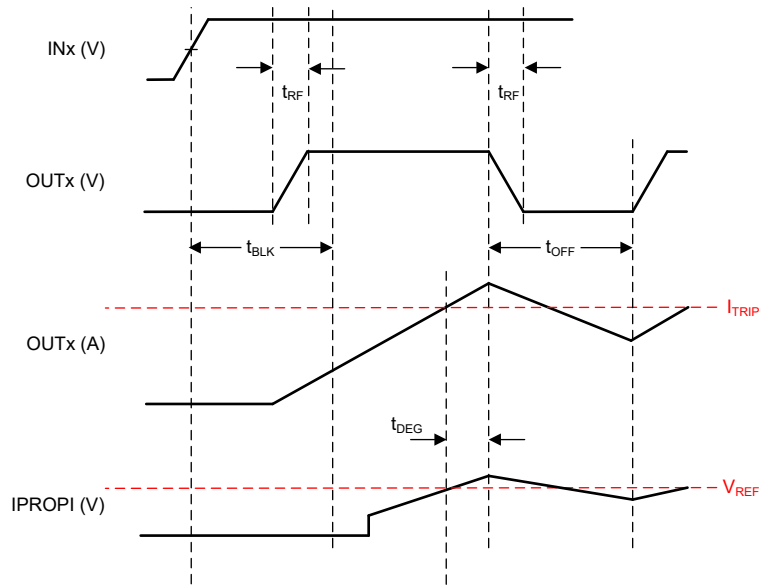 INx (V)
tRF
tRF
OUTx (V)
tBLK
tOFF
ITRIP
OUTx (A)
tDEG
VREF
IPROPI (V)